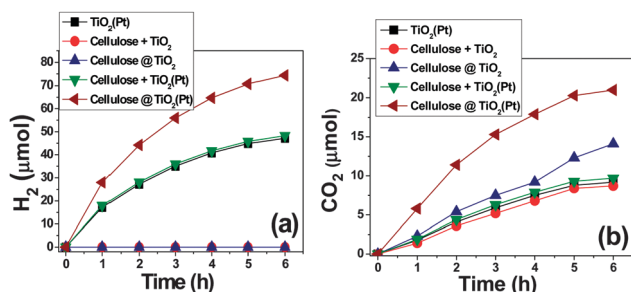 TiO2(Pt)
Cellulose + TiO2
Cellulose @ TiO2
Cellulose + TiO2(Pt)
Cellulose @ TiO2(Pt)
80
70
60
50
40
30
20
10
0
H2 (μmol)
0 1 2 3 4 5 6
Time (h)
(a)
TiO2(Pt)
Cellulose + TiO2
Cellulose @ TiO2
Cellulose + TiO2(Pt)
Cellulose @ TiO2(Pt)
25
20
15
10
5
0
CO2 (μmol)
0 1 2 3 4 5 6
Time (h)
(b)